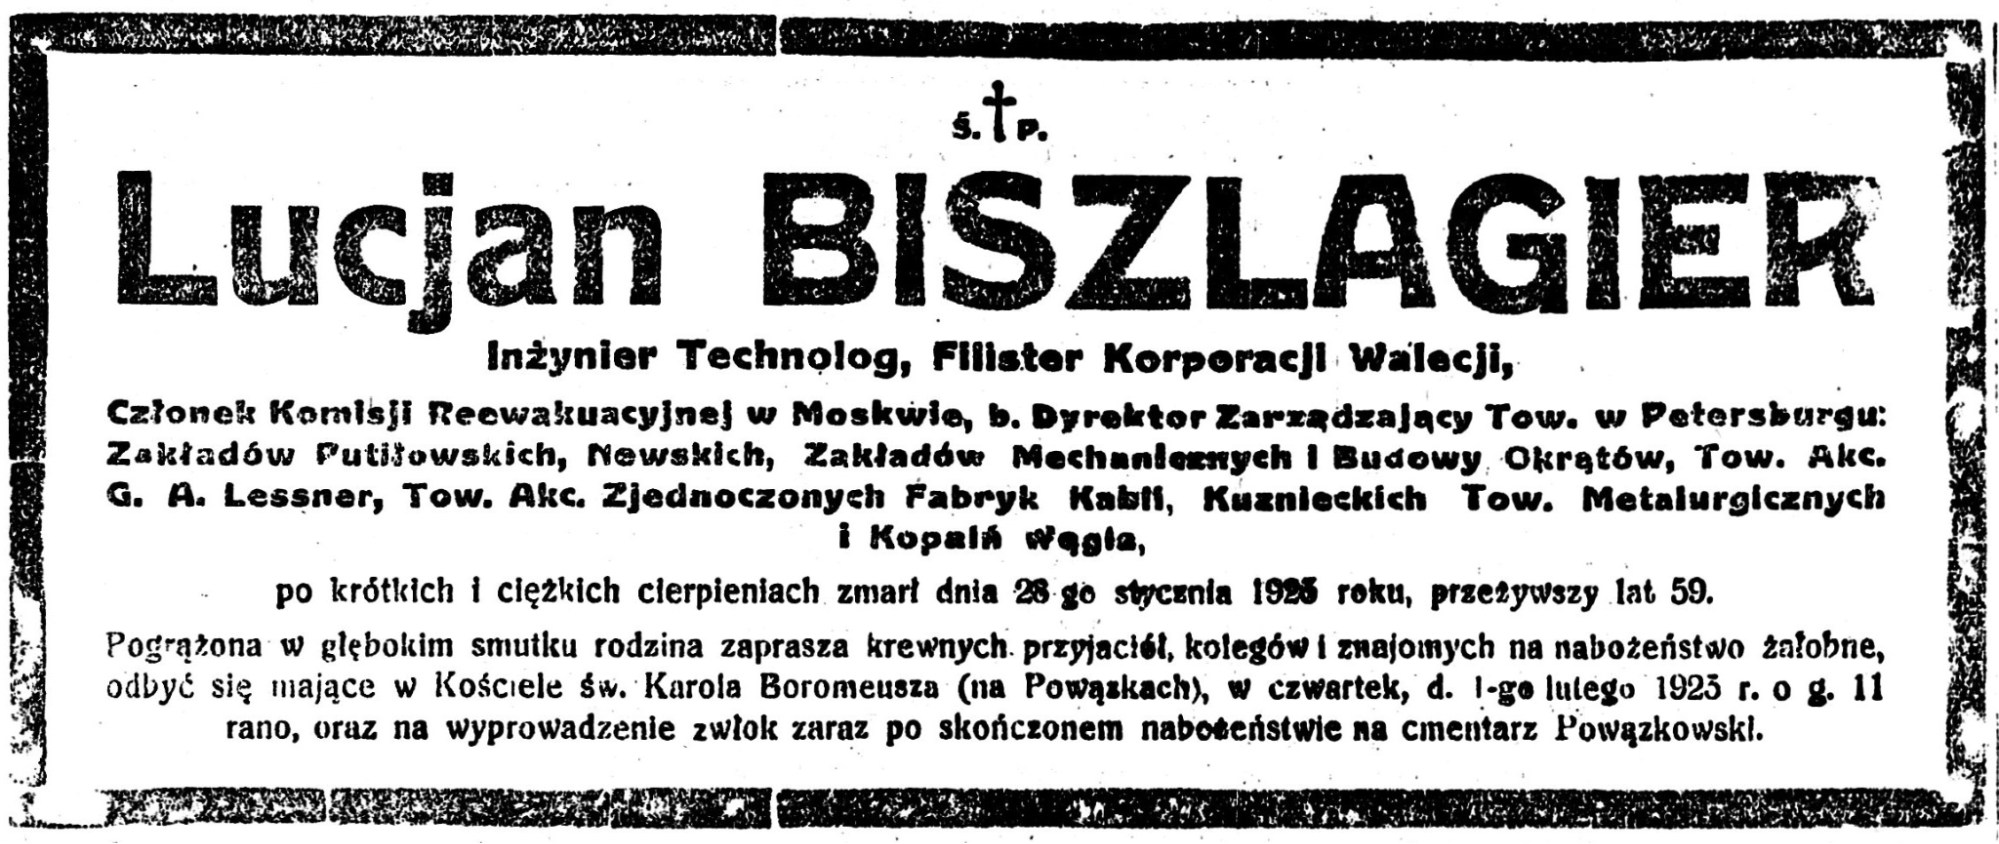 ś.†p.
Lucjan BISZLAGIER
Inżynier Technolog, Filister Korporacji Walecji,
Członek Komisji Reewakuacyjnej w Moskwie, b. Dyrektor Zarządzający Tow. w Petersburgu:
Zakładów Putiłowskich, Newskich, Zakładów Mechanicznych i Budowy Okrętów, Tow. Akc.
G. A. Lessner, Tow. Akc. Zjednoczonych Fabryk Kabli, Kuznieckich Tow. Metalurgicznych
i Kopalń Węgla,
po krótkich i ciężkich cierpieniach zmarł dnia 28-go stycznia 1923 roku, przeżywszy lat 59.
Pogrążona w głębokim smutku rodzina zaprasza krewnych przyjaciół, kolegów i znajomych na nabożeństwo żałobne,
odbyć się mające w Kościele św. Karola Boromeusza (na Powązkach), w czwartek, d. 1-go lutego 1923 r. o g. 11
rano, oraz na wyprowadzenie zwłok zaraz po skończonem nabożeństwie na cmentarz Powązkowski.